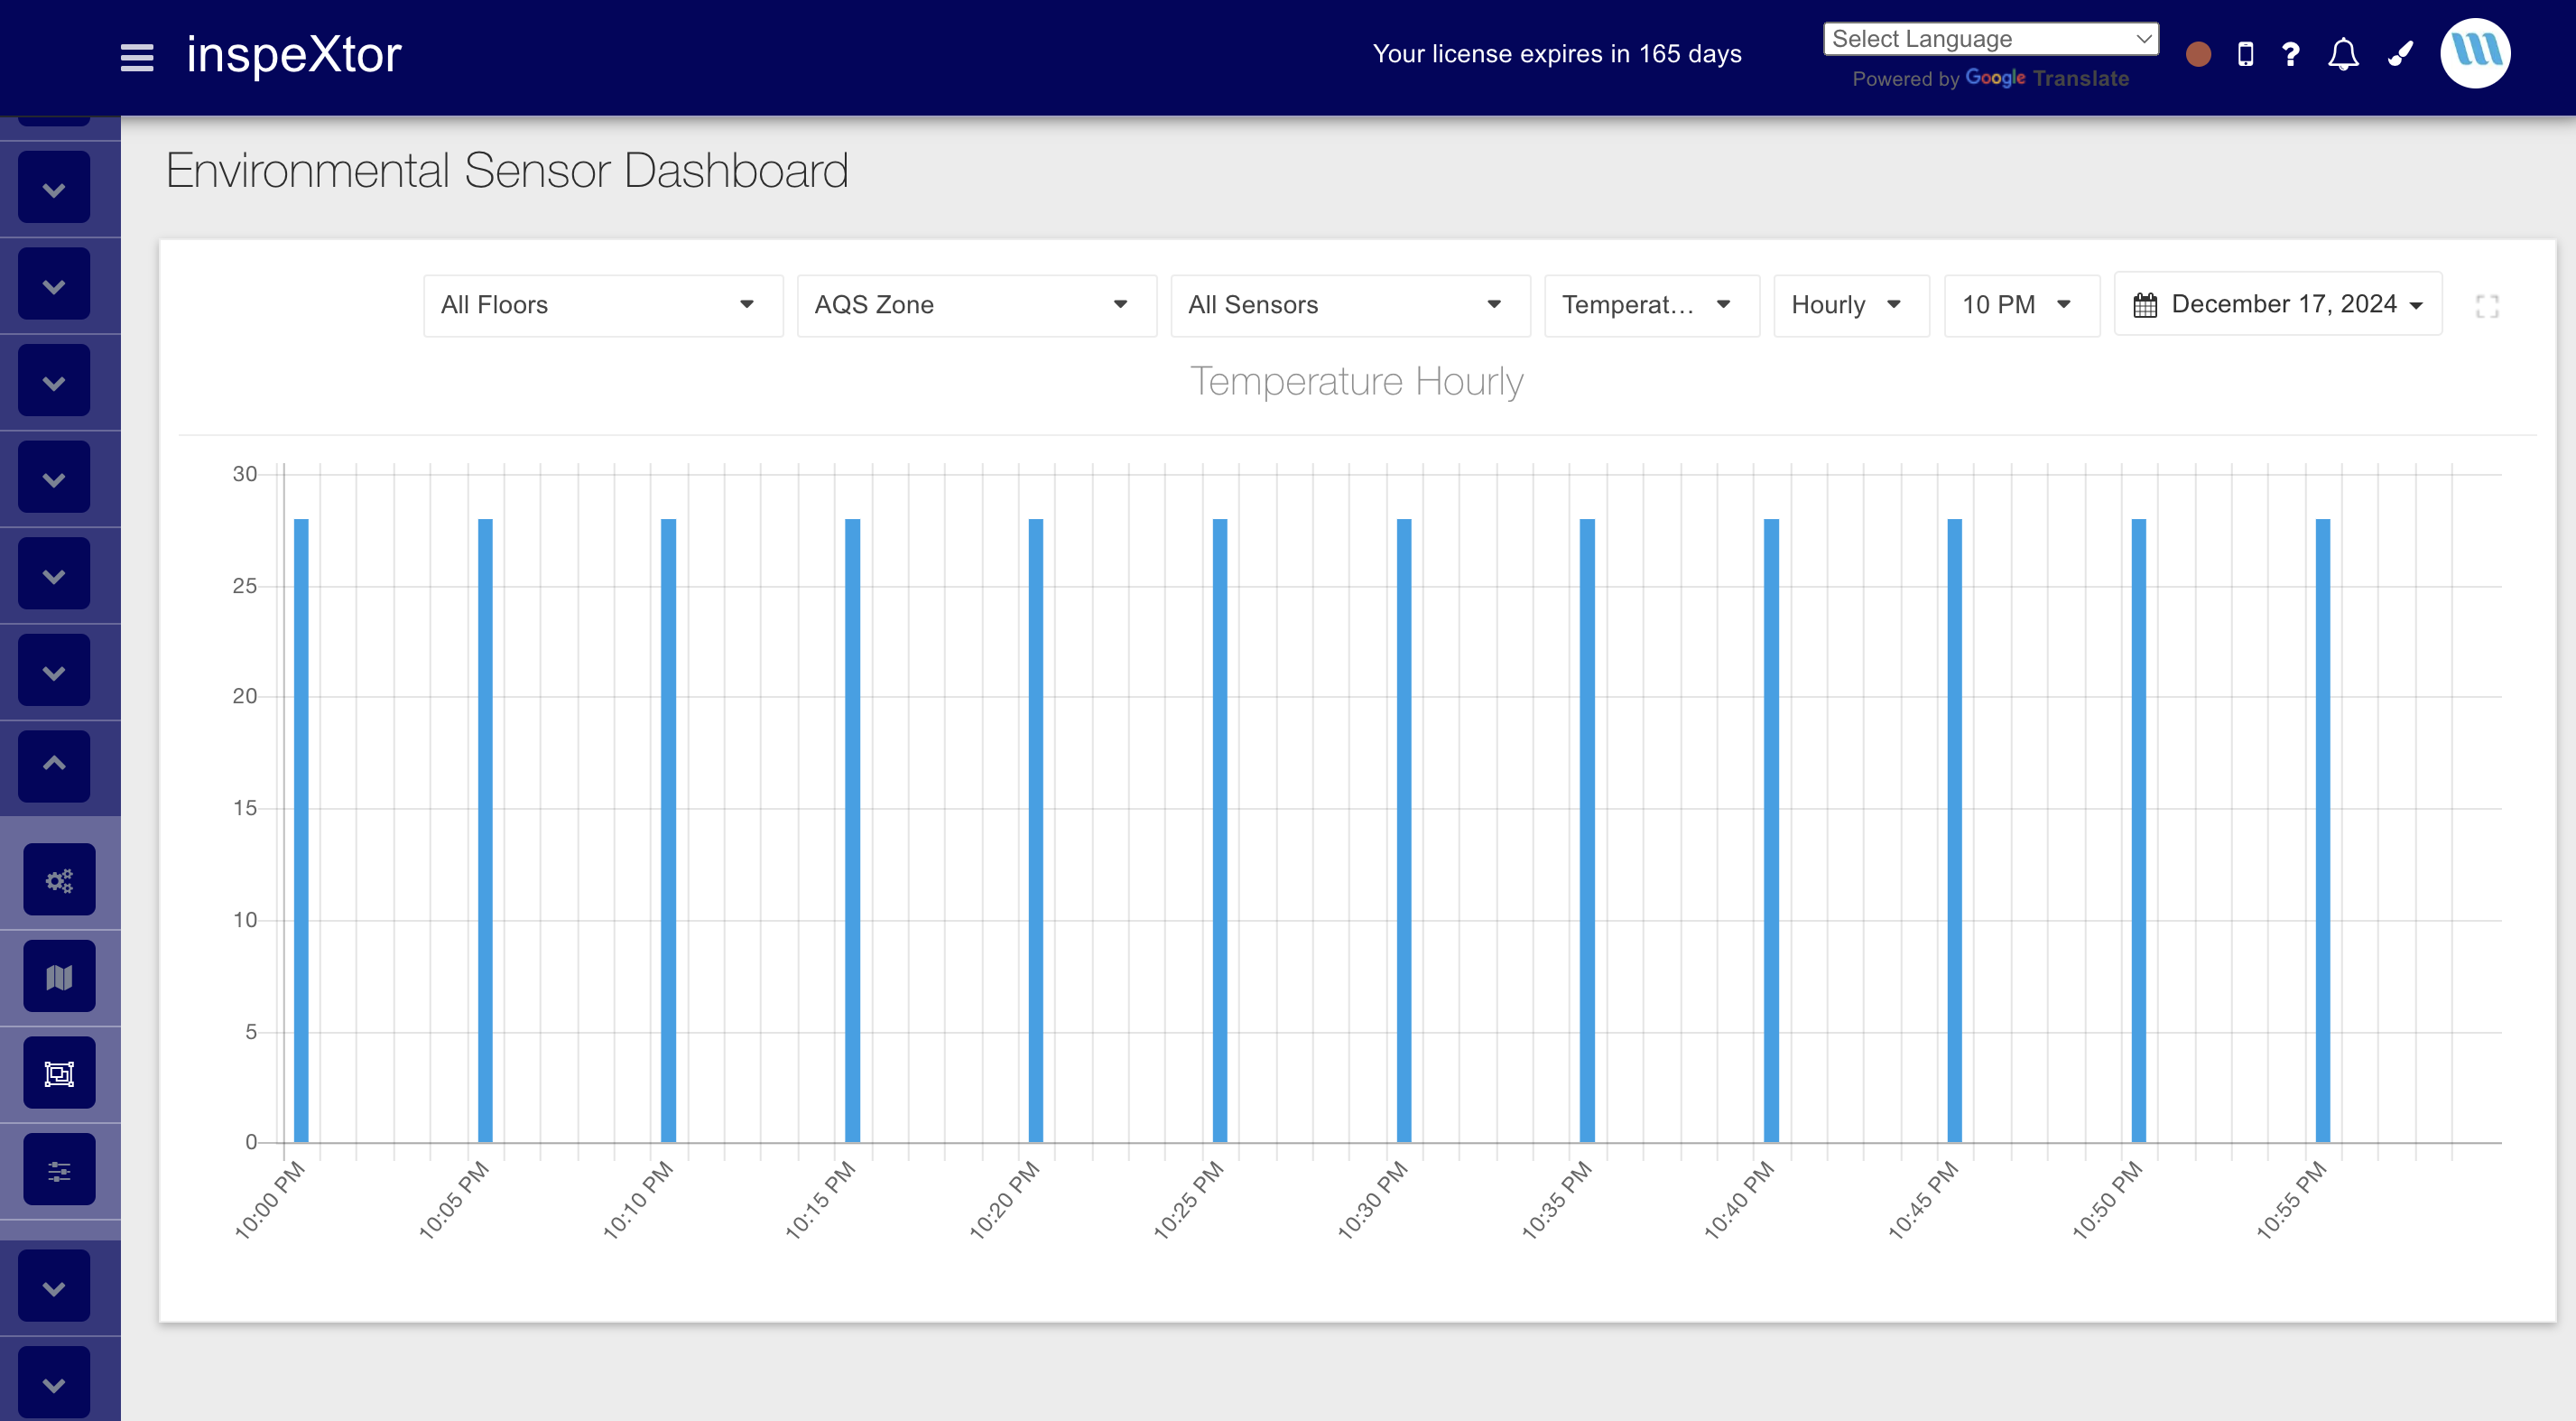 inspeXtor
Your license expires in 165 days
Select Language
Powered by Google Translate
Environmental Sensor Dashboard
All Floors
AQS Zone
All Sensors
Temperat...
Hourly
10 PM
December 17, 2024
Temperature Hourly
30
25
20
15
10
5
0
10:00 PM
10:05 PM
10:10 PM
10:15 PM
10:20 PM
10:25 PM
10:30 PM
10:35 PM
10:40 PM
10:45 PM
10:50 PM
10:55 PM